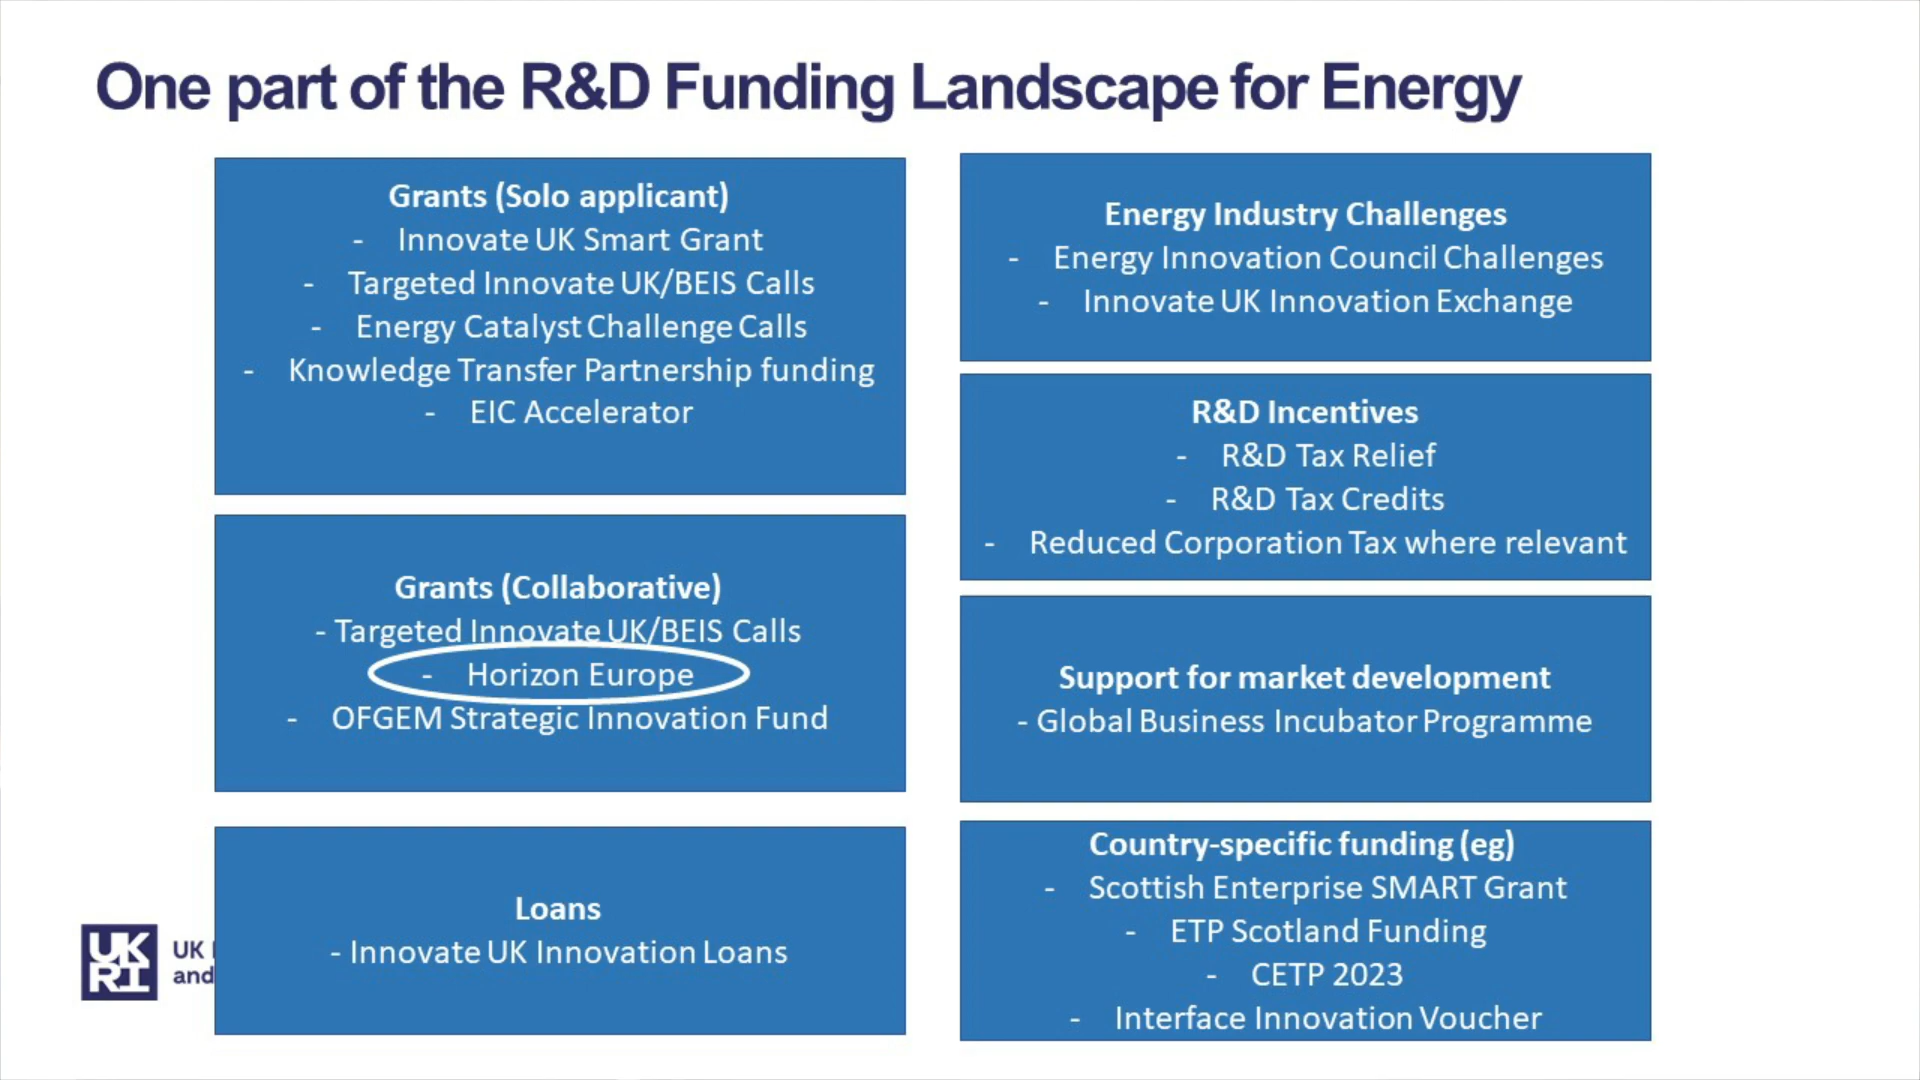 One part of the R&D Funding Landscape for Energy
Grants (Solo applicant)
- Innovate UK Smart Grant
- Targeted Innovate UK/BEIS Calls
- Energy Catalyst Challenge Calls
- Knowledge Transfer Partnership funding
- EIC Accelerator
Grants (Collaborative)
- Targeted Innovate UK/BEIS Calls
- Horizon Europe
- OFGEM Strategic Innovation Fund
Loans
- Innovate UK Innovation Loans
Energy Industry Challenges
- Energy Innovation Council Challenges
- Innovate UK Innovation Exchange
R&D Incentives
- R&D Tax Relief
- R&D Tax Credits
- Reduced Corporation Tax where relevant
Support for market development
- Global Business Incubator Programme
Country-specific funding (eg)
- Scottish Enterprise SMART Grant
- ETP Scotland Funding
- CETP 2023
- Interface Innovation Voucher
UK
RI
UK
and